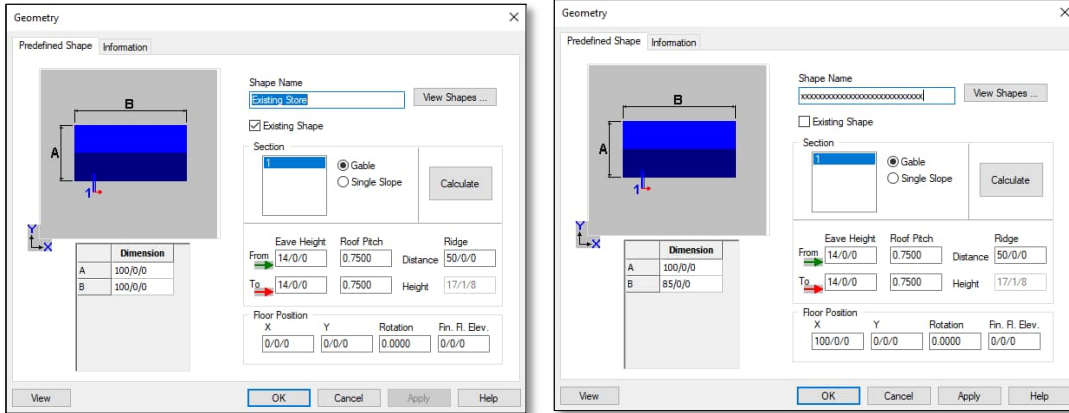 Geometry
Predefined Shape Information
Shape Name
Existing Store View Shapes ...
B
Existing Shape
Section
A
1 Gable
Single Slope
Calculate
1
Y
X
Eave Height Roof Pitch Ridge
From 14/0/0 0.7500 Distance 50/0/0
To 14/0/0 0.7500 Height 17/1/8
Dimension
A 100/0/0
B 100/0/0
Floor Position
X Y Rotation Fin. Fl. Elev.
0/0/0 0/0/0 0.0000 0/0/0
View OK Cancel Apply Help
Geometry
Predefined Shape Information
Shape Name
View Shapes ...
B
Existing Shape
Section
A
1 Gable
Single Slope
Calculate
1
Y
X
Eave Height Roof Pitch Ridge
From 14/0/0 0.7500 Distance 50/0/0
To 14/0/0 0.7500 Height 17/1/8
Dimension
A 100/0/0
B 85/0/0
Floor Position
X Y Rotation Fin. Fl. Elev.
100/0/0 0/0/0 0.0000 0/0/0
View OK Cancel Apply Help